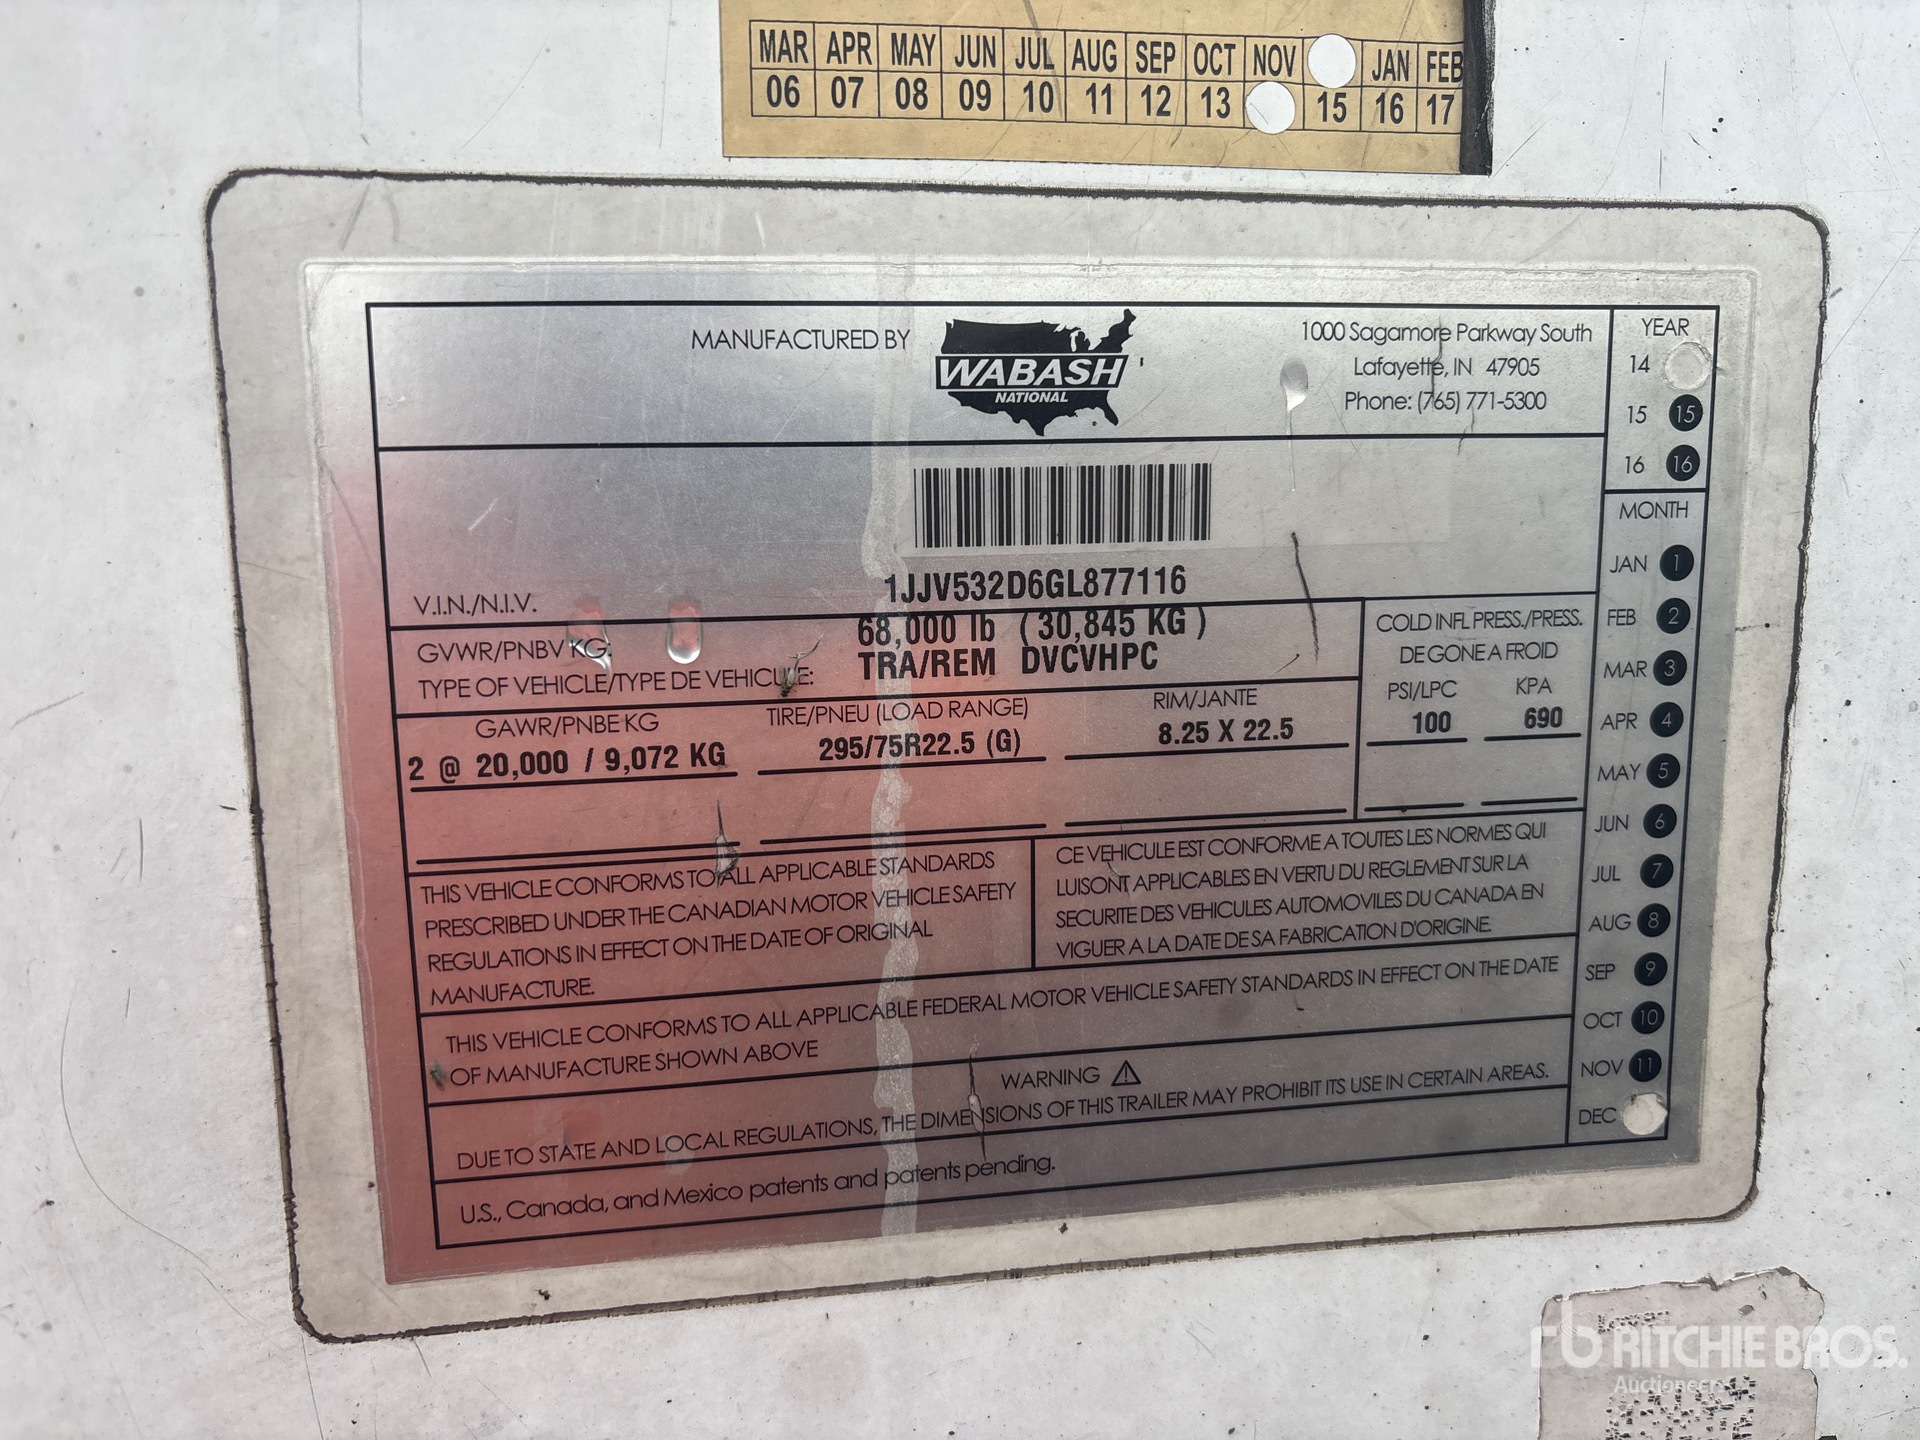 MAR APR MAY JUN JUL AUG SEP OCT NOV JAN FEB
06 07 08 09 10 11 12 13 15 16 17
MANUFACTURED BY
WABASH
NATIONAL
1000 Sagamore Parkway South
Lafayette, IN 47905
Phone: (765) 771-5300
V.I.N./N.I.V. 1JJV532D6GL877116
GVWR/PNBV KG: 68,000 lb (30,845 KG)
TYPE OF VEHICLE/TYPE DE VEHICULE: TRA/REM DVCVHPC
COLD INFL PRESS./PRESS.
DE GONE A FROID
PSI/LPC KPA
100 690
GAWR/PNBE KG TIRE/PNEU (LOAD RANGE) RIM/JANTE
2 @ 20,000 / 9,072 KG 295/75R22.5 (G) 8.25 X 22.5
THIS VEHICLE CONFORMS TO ALL APPLICABLE STANDARDS
PRESCRIBED UNDER THE CANADIAN MOTOR VEHICLE SAFETY
REGULATIONS IN EFFECT ON THE DATE OF ORIGINAL
MANUFACTURE.
CE VEHICULE EST CONFORME A TOUTES LES NORMES QUI
LUISONT APPLICABLES EN VERTU DU REGLEMENT SUR LA
SECURITE DES VEHICULES AUTOMOVILES DU CANADA EN
VIGUER A LA DATE DE SA FABRICATION D'ORIGINE.
THIS VEHICLE CONFORMS TO ALL APPLICABLE FEDERAL MOTOR VEHICLE SAFETY STANDARDS IN EFFECT ON THE DATE
OF MANUFACTURE SHOWN ABOVE
WARNING
DUE TO STATE AND LOCAL REGULATIONS, THE DIMENSIONS OF THIS TRAILER MAY PROHIBIT ITS USE IN CERTAIN AREAS.
U.S., Canada, and Mexico patents and patents pending.
YEAR
14
15 15
16 16
MONTH
JAN 1
FEB 2
MAR 3
APR 4
MAY 5
JUN 6
JUL 7
AUG 8
SEP 9
OCT 10
NOV 11
DEC
rb RITCHIE BROS.
Auctioneers